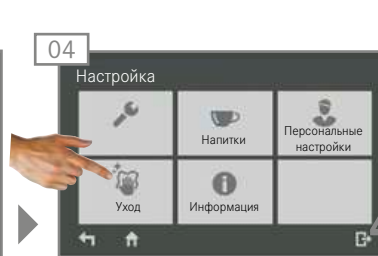 04
Настройка
Напитки
Персональные
настройки
Уход
Информация